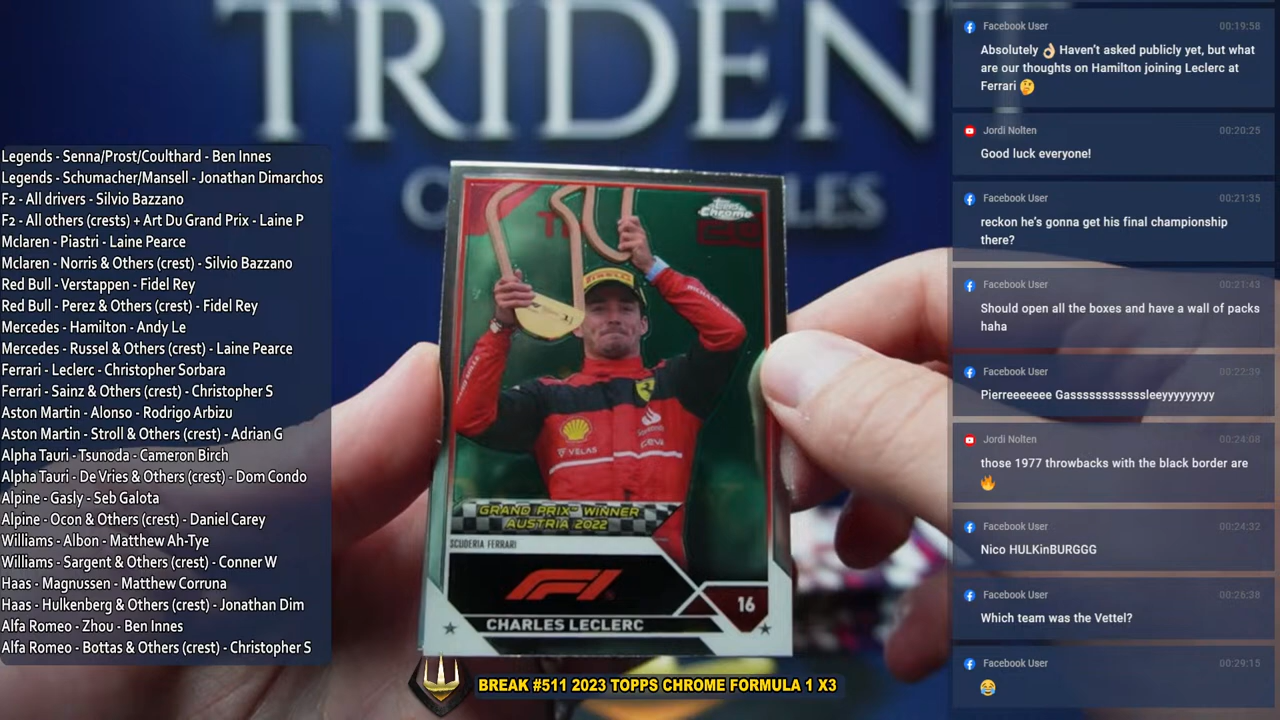 TRIDEN
Legends - Senna/Prost/Coulthard - Ben Innes
Legends - Schumacher/Mansell - Jonathan Dimarchos
F2 - All drivers - Silvio Bazzano
F2 - All others (crests) + Art Du Grand Prix - Laine P
Mclaren - Piastri - Laine Pearce
Mclaren - Norris & Others (crest) - Silvio Bazzano
Red Bull - Verstappen - Fidel Rey
Red Bull - Perez & Others (crest) - Fidel Rey
Mercedes - Hamilton - Andy Le
Mercedes - Russel & Others (crest) - Laine Pearce
Ferrari - Leclerc - Christopher Sorbara
Ferrari - Sainz & Others (crest) - Christopher S
Aston Martin - Alonso - Rodrigo Arbizu
Aston Martin - Stroll & Others (crest) - Adrian G
Alpha Tauri - Tsunoda - Cameron Birch
Alpha Tauri - De Vries & Others (crest) - Dom Condo
Alpine - Gasly - Seb Galota
Alpine - Ocon & Others (crest) - Daniel Carey
Williams - Albon - Matthew Ah-Tye
Williams - Sargent & Others (crest) - Conner W
Haas - Magnussen - Matthew Corruna
Haas - Hulkenberg & Others (crest) - Jonathan Dim
Alfa Romeo - Zhou - Ben Innes
Alfa Romeo - Bottas & Others (crest) - Christopher S
Topps
Chrome
PIRELLI
VELAS
GRAND PRIX™ WINNER
AUSTRIA 2022
SCUDERIA FERRARI
F1
16
CHARLES LECLERC
BREAK #511 2023 TOPPS CHROME FORMULA 1 X3
Facebook User 00:19:58
Absolely 👌🏼 Haven't asked publicly yet, but what
are our thoughts on Hamilton joining Leclerc at
Ferrari 🤔
Jordi Nolten 00:20:25
Good luck everyone!
Facebook User 00:21:35
reckon he's gonna get his final championship
there?
Facebook User 00:21:43
Should open all the boxes and have a wall of packs
haha
Facebook User 00:22:39
Pierreeeeeee Gasssssssssssleeyyyyyyyyy
Jordi Nolten 00:24:08
those 1977 throwbacks with the black border are
🔥
Facebook User 00:24:32
Nico HULKinBURGGG
Facebook User 00:26:38
Which team was the Vettel?
Facebook User 00:29:15
😂